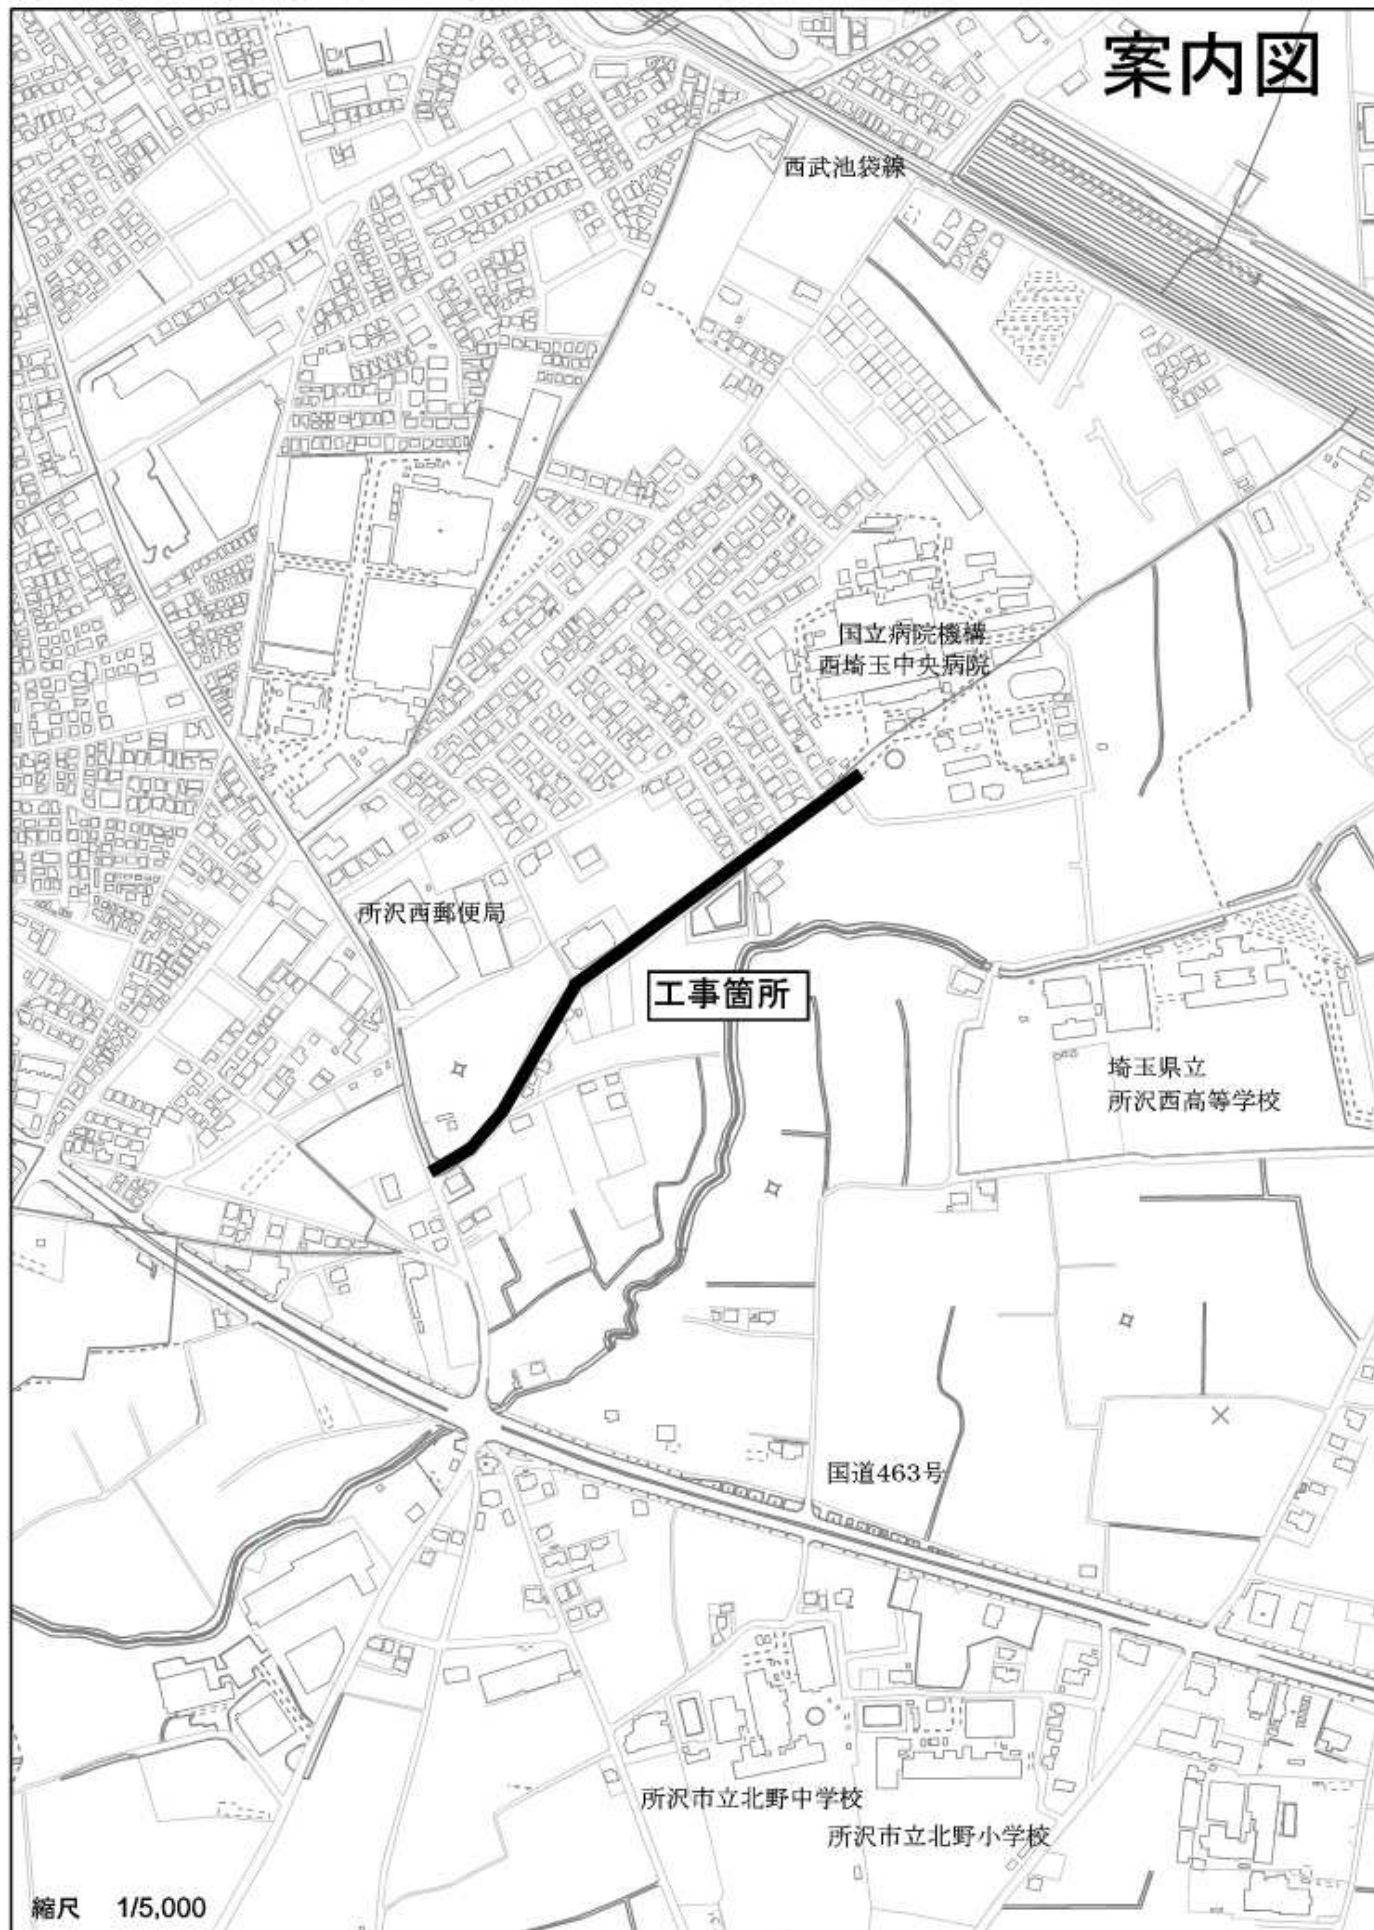 案内図
西武池袋線
国立病院機構
西埼玉中央病院
所沢西郵便局
工事箇所
埼玉県立
所沢西高等学校
国道463号
所沢市立北野中学校
所沢市立北野小学校
縮尺 1/5,000